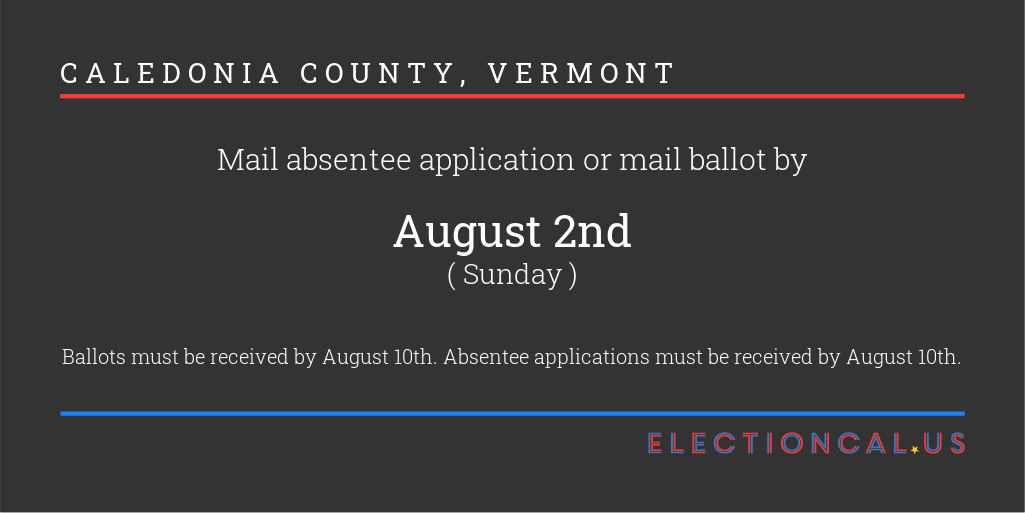 CALEDONIA COUNTY, VERMONT
Mail absentee application or mail ballot by
August 2nd
( Sunday )
Ballots must be received by August 10th. Absentee applications must be received by August 10th.
ELECTIONCAL.US